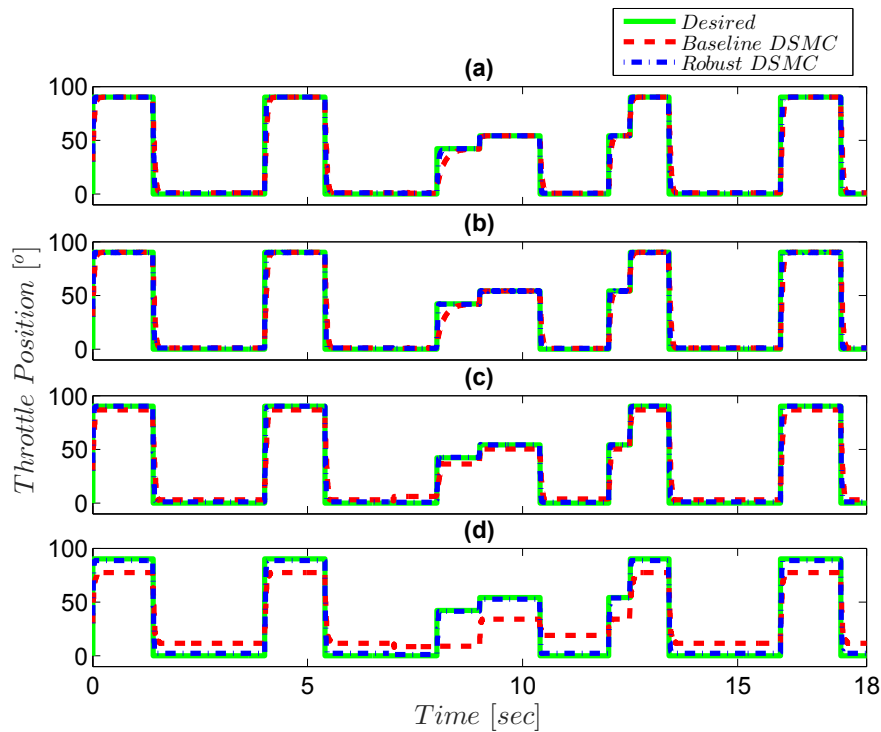 Desired
Baseline DSMC
Robust DSMC
(a)
100
50
0
(b)
100
50
0
(c)
100
50
0
(d)
100
50
0
0 5 10 15 18
Throttle Position [o]
Time [sec]